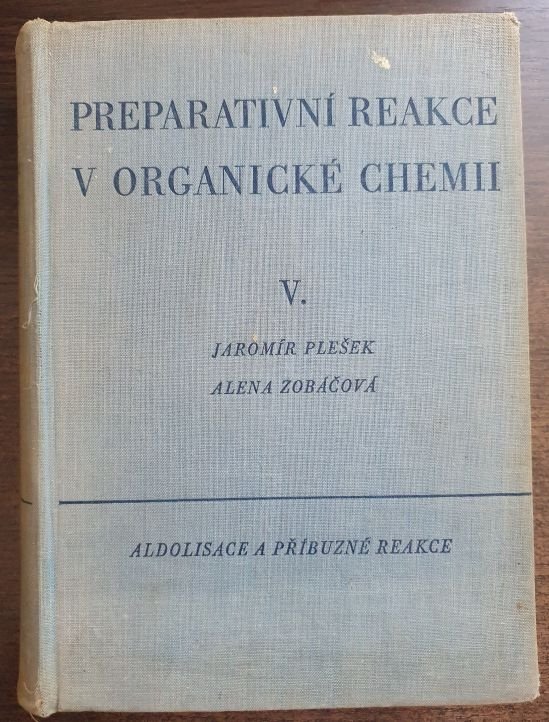 PREPARATIVNÍ REAKCE
V ORGANICKÉ CHEMII
V.
JAROMÍR PLEŠEK
ALENA ZOBÁČOVÁ
ALDOLISACE A PŘÍBUZNÉ REAKCE